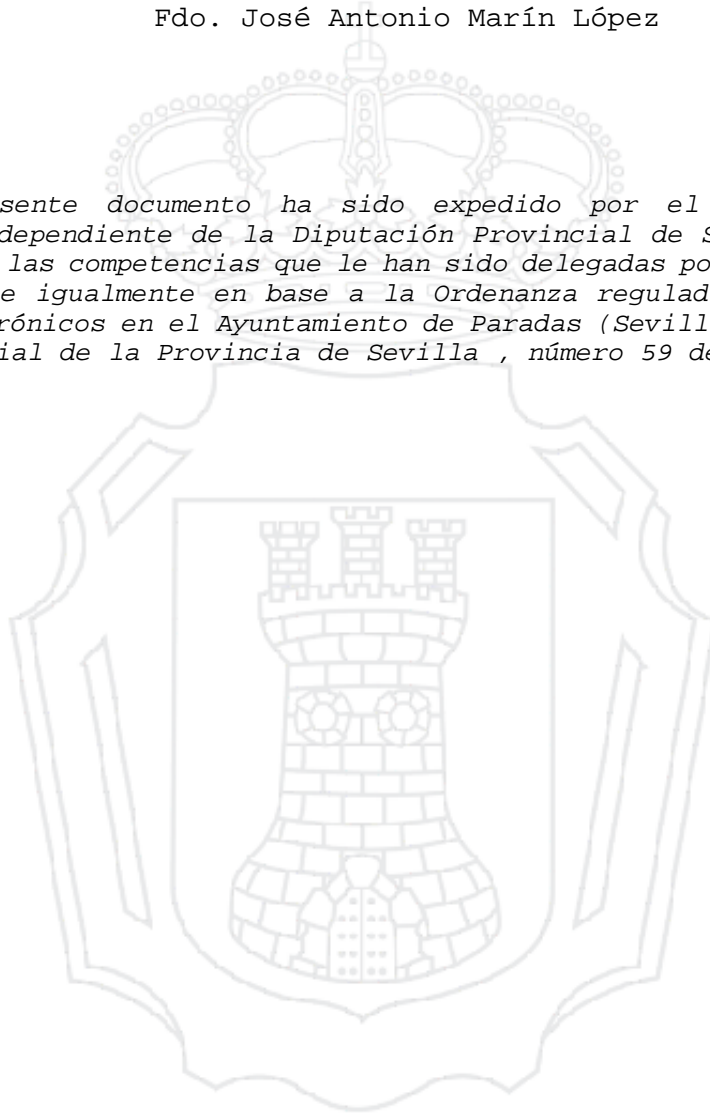 Fdo. José Antonio Marín López
sente documento ha sido expedido por el
dependiente de la Diputación Provincial de S
las competencias que le han sido delegadas po
e igualmente en base a la Ordenanza regulad
rónicos en el Ayuntamiento de Paradas (Sevill
ial de la Provincia de Sevilla , número 59 de